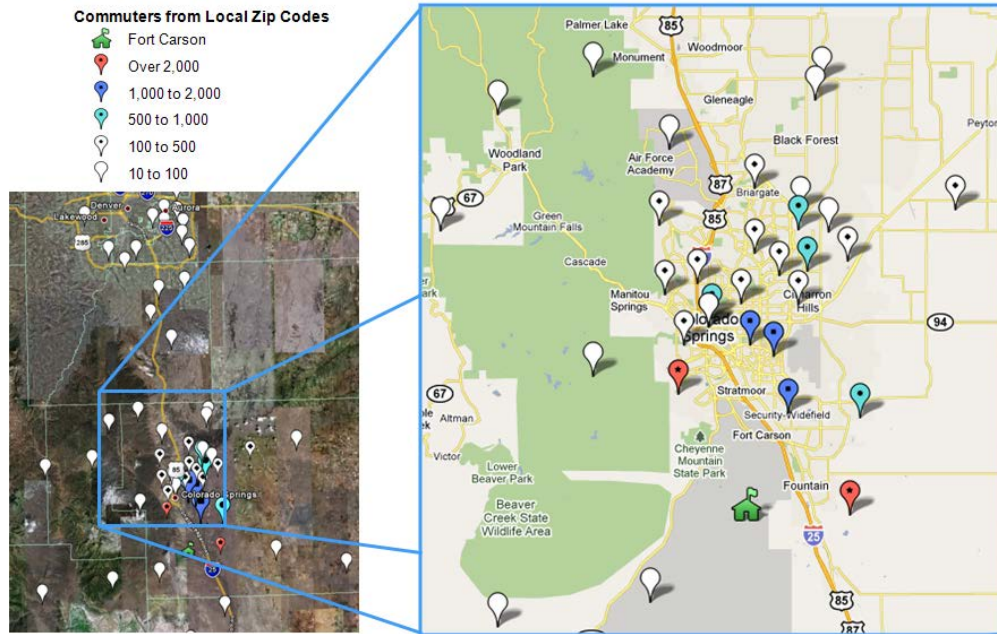 Commuters from Local Zip Codes
Fort Carson
Over 2,000
1,000 to 2,000
500 to 1,000
100 to 500
10 to 100
Denver
Aurora
Lakewood
225
285
85
Colorado Springs
25
Palmer Lake
85
Woodmoor
Monument
Gleneagle
Peyton
Black Forest
Woodland
Park
Air Force
Academy
87
Briargate
67
85
Green
Mountain Falls
Cascade
Manitou
Springs
Cimarron
Hills
Colorado
Springs
94
67
Stratmoor
Altman
Security-Widefield
Victor
Fort Carson
Cheyenne
Mountain
State Park
Lower
Beaver Park
Fountain
Beaver
Creek State
Wildlife Area
25
85
87